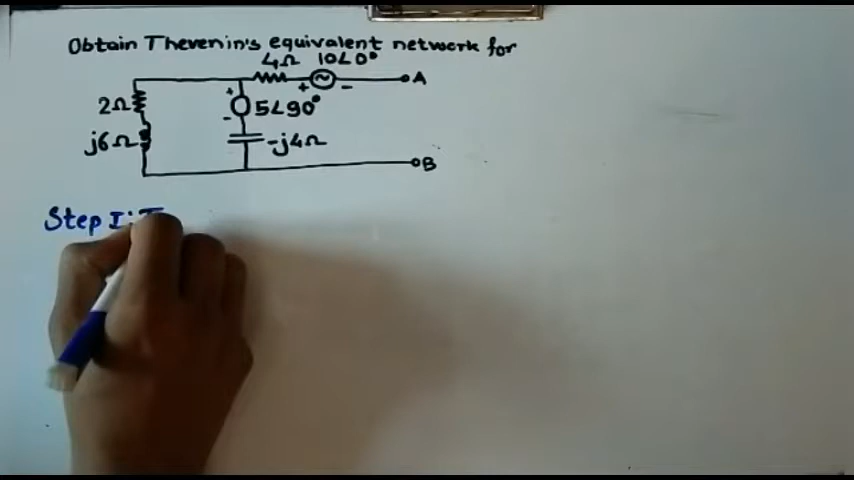 Obtain Thevenin's equivalent network for
4Ω 10∠0°
+ - A
2Ω + 5∠90°
-
j6Ω -j4Ω
B
Step I: T